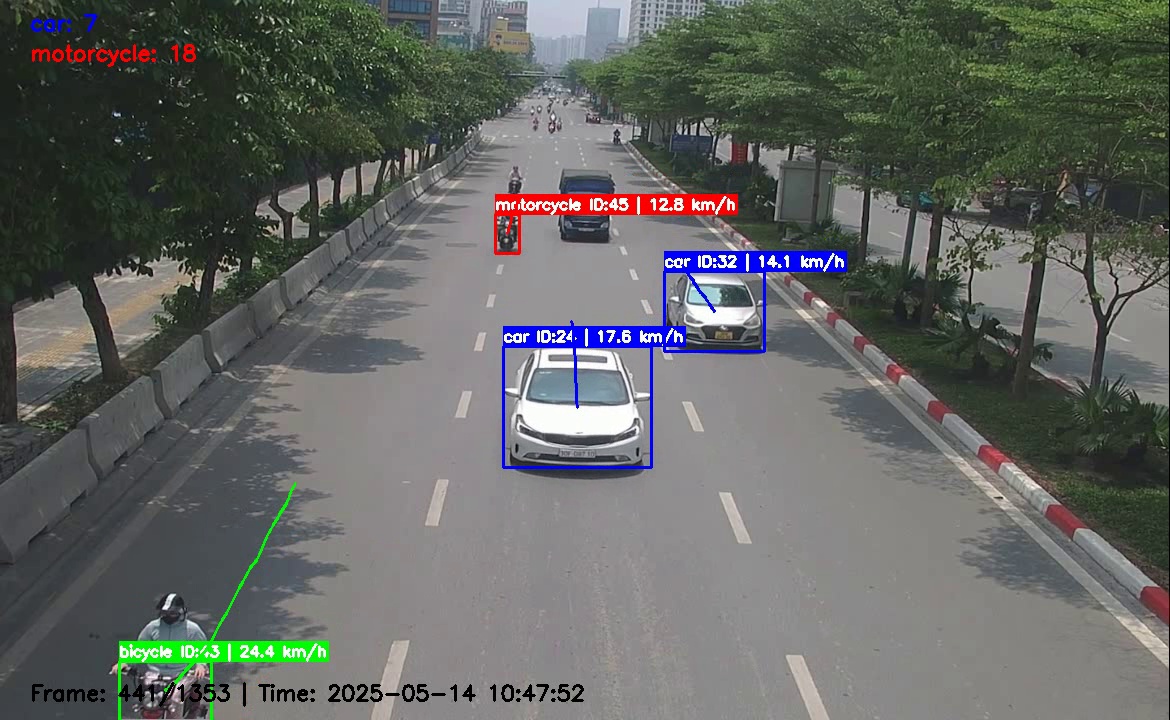 car: 7
motorcycle: 18
motorcycle ID:45 | 12.8 km/h
car ID:32 | 14.1 km/h
car ID:24 | 17.6 km/h
bicycle ID:43 | 24.4 km/h
Frame: 441/1353 | Time: 2025-05-14 10:47:52